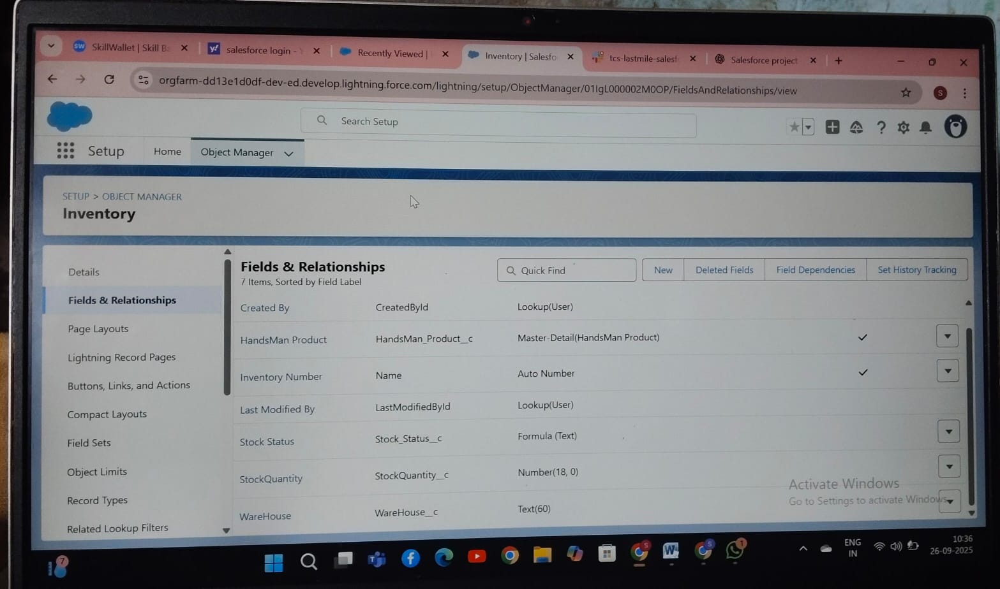 SW SkillWallet | Skill Ba
y! salesforce login - Y
Recently Viewed |
Inventory | Salesfo
tcs-lastmile-salesf
Salesforce project
orgfarm-dd13e1d0df-dev-ed.develop.lightning.force.com/lightning/setup/ObjectManager/01IgL000002M0OP/FieldsAndRelationships/view
S
Search Setup
Setup Home Object Manager
SETUP > OBJECT MANAGER
Inventory
Details
Fields & Relationships
Page Layouts
Lightning Record Pages
Buttons, Links, and Actions
Compact Layouts
Field Sets
Object Limits
Record Types
Related Lookup Filters
Fields & Relationships
7 Items, Sorted by Field Label
Quick Find New Deleted Fields Field Dependencies Set History Tracking
Created By CreatedById Lookup(User)
HandsMan Product HandsMan_Product__c Master-Detail(HandsMan Product)
Inventory Number Name Auto Number
Last Modified By LastModifiedById Lookup(User)
Stock Status Stock_Status__c Formula (Text)
StockQuantity StockQuantity__c Number(18, 0)
WareHouse WareHouse__c Text(60)
Activate Windows
Go to Settings to activate Windows.
7
S
W
S
1
ENG
IN
10:36
26-09-2025